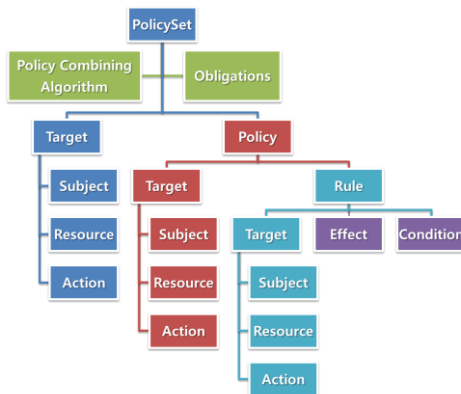 PolicySet
Policy Combining
Algorithm
Obligations
Target
Policy
Subject
Target
Rule
Resource
Subject
Target
Effect
Condition
Action
Resource
Subject
Action
Resource
Action